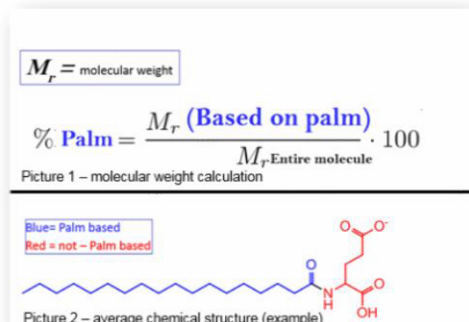 Mr = molecular weight
% Palm = Mr (Based on palm) / Mr Entire molecule · 100
Picture 1 – molecular weight calculation
Blue= Palm based
Red = not – Palm based
O O-
O
N O
H
OH
Picture 2 – average chemical structure (example)